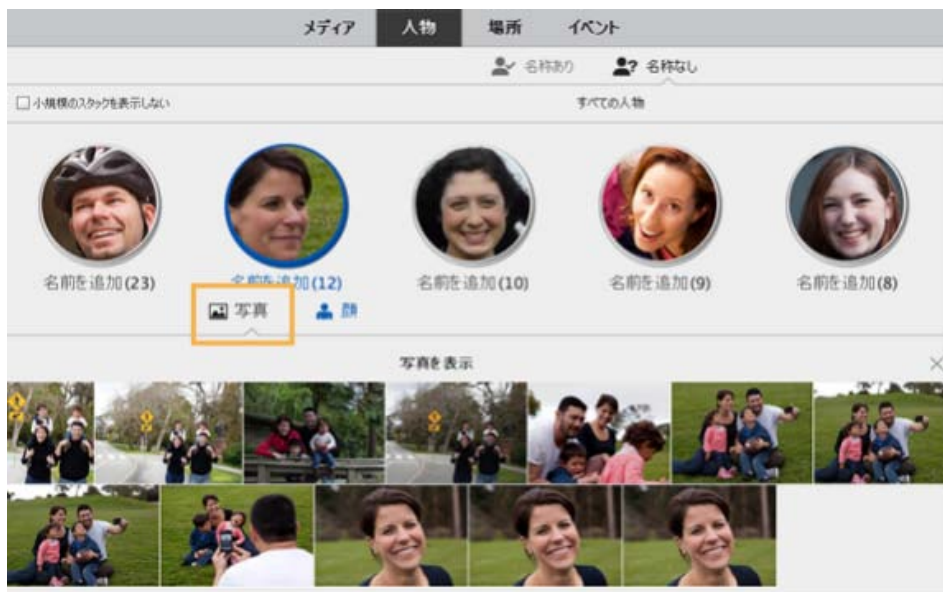 メディア 人物 場所 イベント
名称あり 名称なし
小規模のスタックを表示しない すべての人物
名前を追加(23) 名前を追加(12) 名前を追加(10) 名前を追加(9) 名前を追加(8)
写真 顔
写真を表示